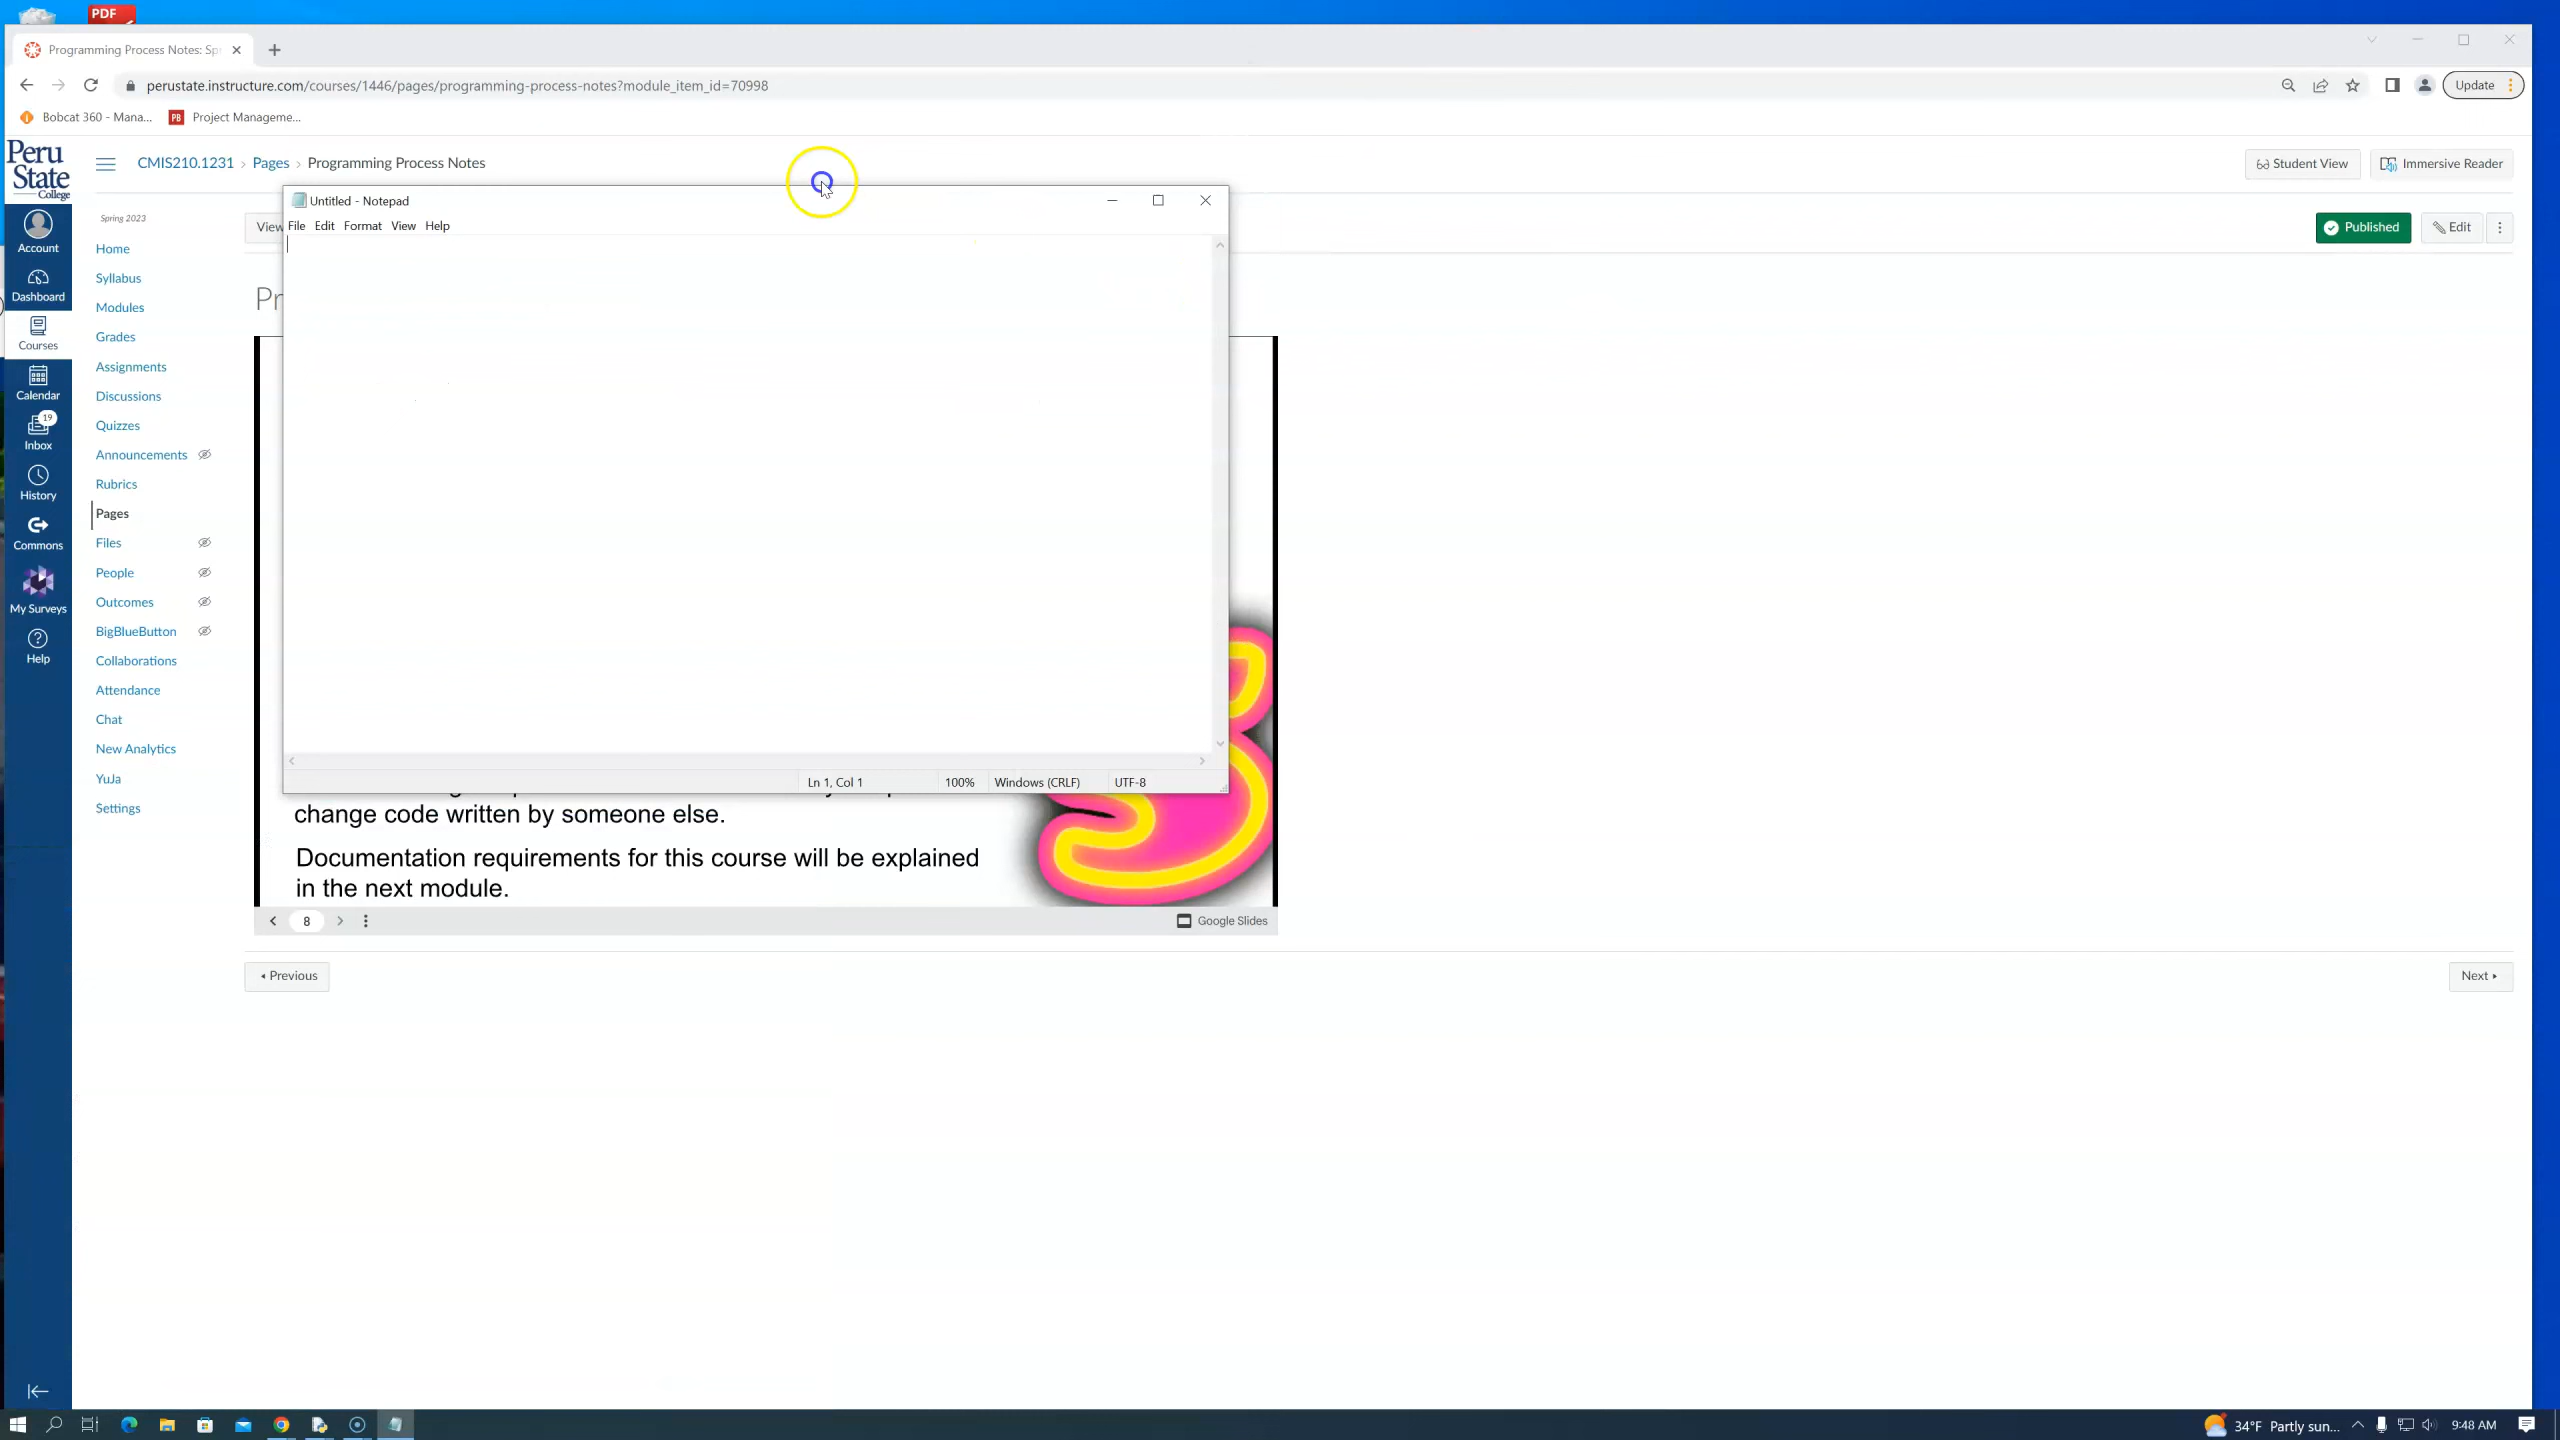 PDF
Programming Process Notes: Sp
perustate.instructure.com/courses/1446/pages/programming-process-notes?module_item_id=70998
Update
Bobcat 360 - Mana...
PB
Project Manageme...
Peru
State
College
CMIS210.1231 › Pages › Programming Process Notes
Student View
Immersive Reader
Untitled - Notepad
File Edit Format View Help
Spring 2023
View
Published
Edit
Account
Dashboard
Courses
Calendar
19
Inbox
History
Commons
My Surveys
Help
Home
Syllabus
Modules
Grades
Assignments
Discussions
Quizzes
Announcements
Rubrics
Pages
Files
People
Outcomes
BigBlueButton
Collaborations
Attendance
Chat
New Analytics
YuJa
Settings
Pr
Ln 1, Col 1
100%
Windows (CRLF)
UTF-8
change code written by someone else.
Documentation requirements for this course will be explained
in the next module.
8
Google Slides
Previous
Next
34°F Partly sun...
9:48 AM